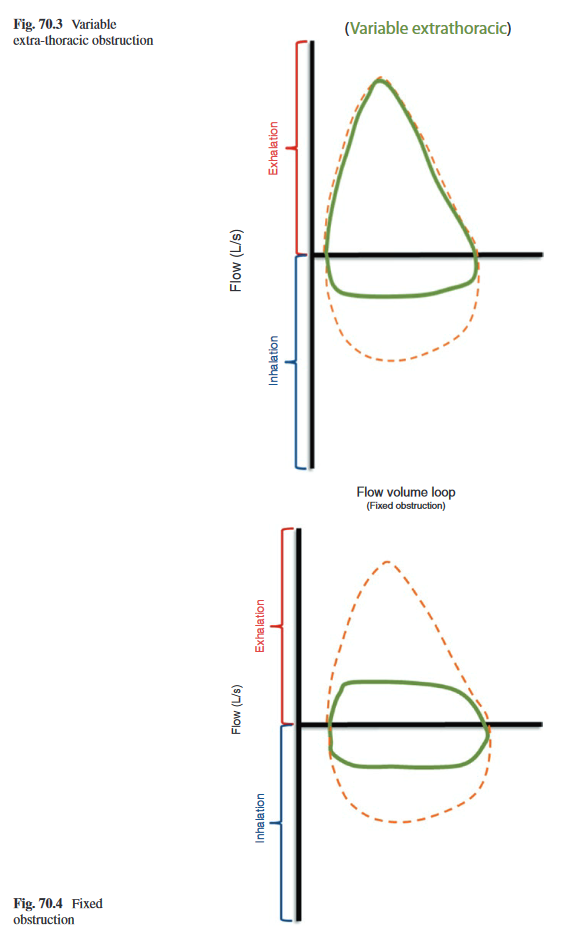 Fig. 70.3 Variable
extra-thoracic obstruction
(Variable extrathoracic)
Exhalation
Flow (L/s)
Inhalation
Flow volume loop
(Fixed obstruction)
Exhalation
Flow (L/s)
Inhalation
Fig. 70.4 Fixed
obstruction